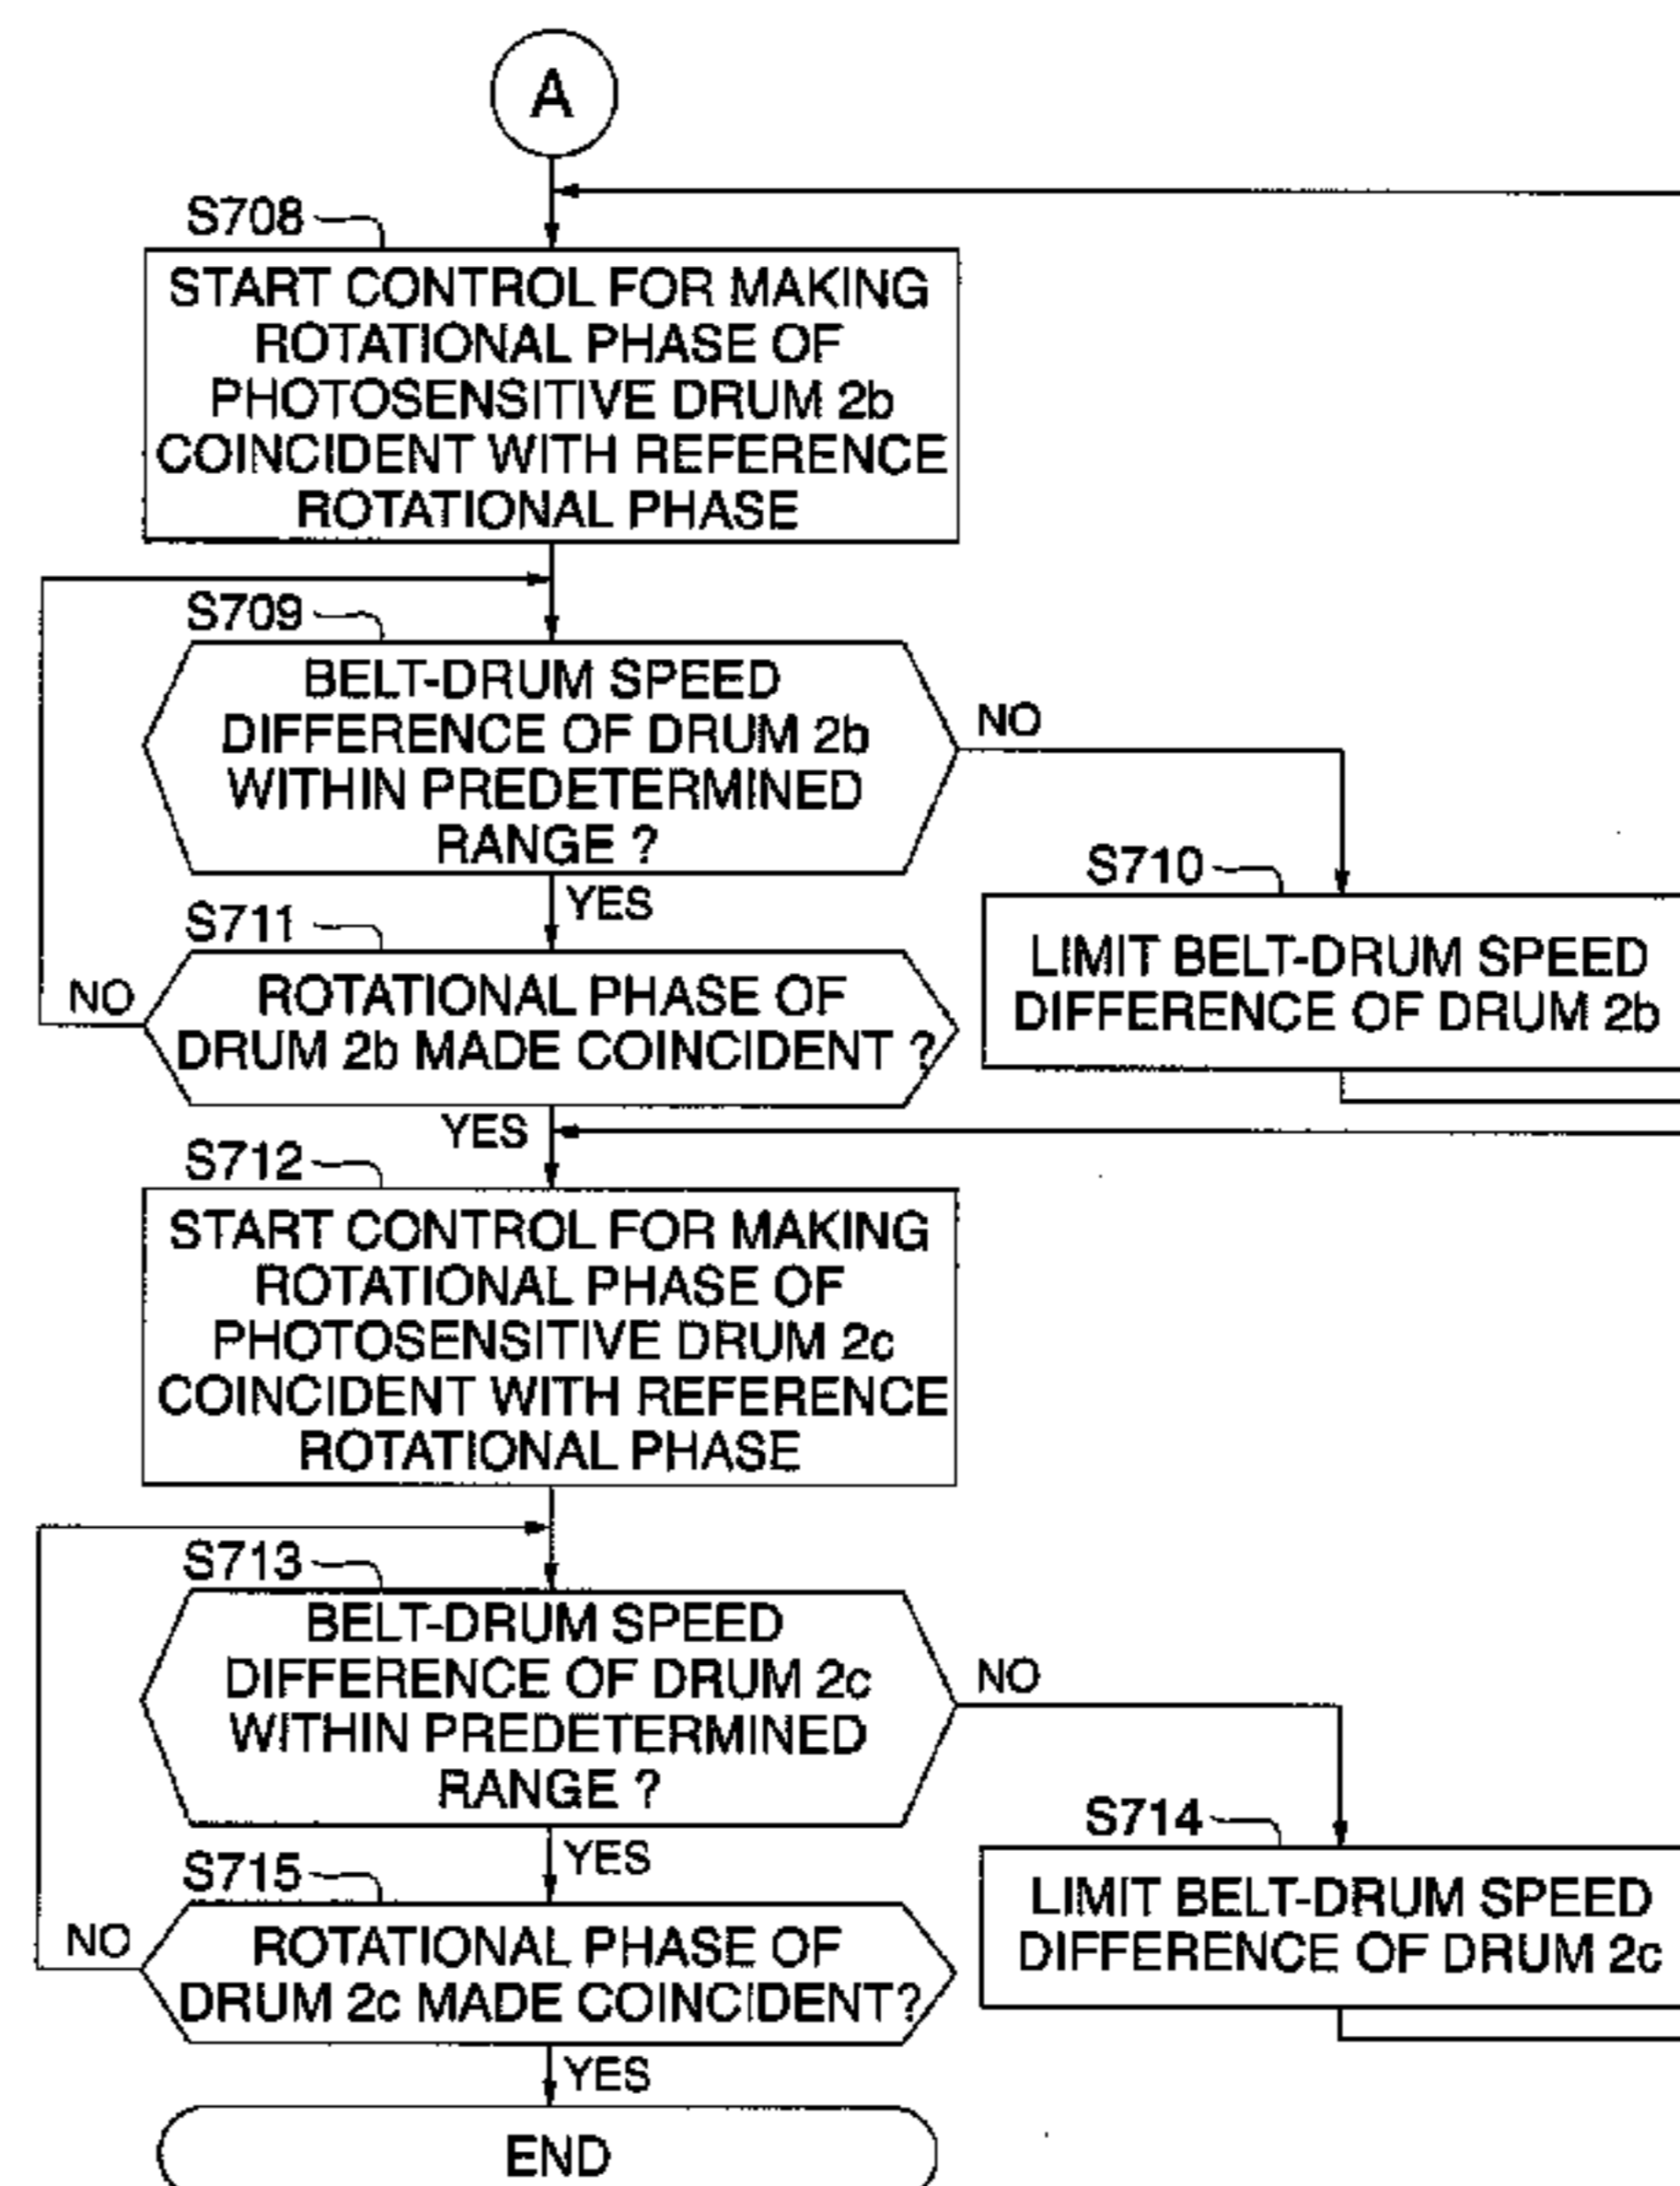 A
S708
START CONTROL FOR MAKING
ROTATIONAL PHASE OF
PHOTOSENSITIVE DRUM 2b
COINCIDENT WITH REFERENCE
ROTATIONAL PHASE
S709
BELT-DRUM SPEED
DIFFERENCE OF DRUM 2b
WITHIN PREDETERMINED
RANGE ?
NO
YES
S710
LIMIT BELT-DRUM SPEED
DIFFERENCE OF DRUM 2b
S711
ROTATIONAL PHASE OF
DRUM 2b MADE COINCIDENT ?
NO
YES
S712
START CONTROL FOR MAKING
ROTATIONAL PHASE OF
PHOTOSENSITIVE DRUM 2c
COINCIDENT WITH REFERENCE
ROTATIONAL PHASE
S713
BELT-DRUM SPEED
DIFFERENCE OF DRUM 2c
WITHIN PREDETERMINED
RANGE ?
NO
YES
S714
LIMIT BELT-DRUM SPEED
DIFFERENCE OF DRUM 2c
S715
ROTATIONAL PHASE OF
DRUM 2c MADE COINCIDENT?
NO
YES
END